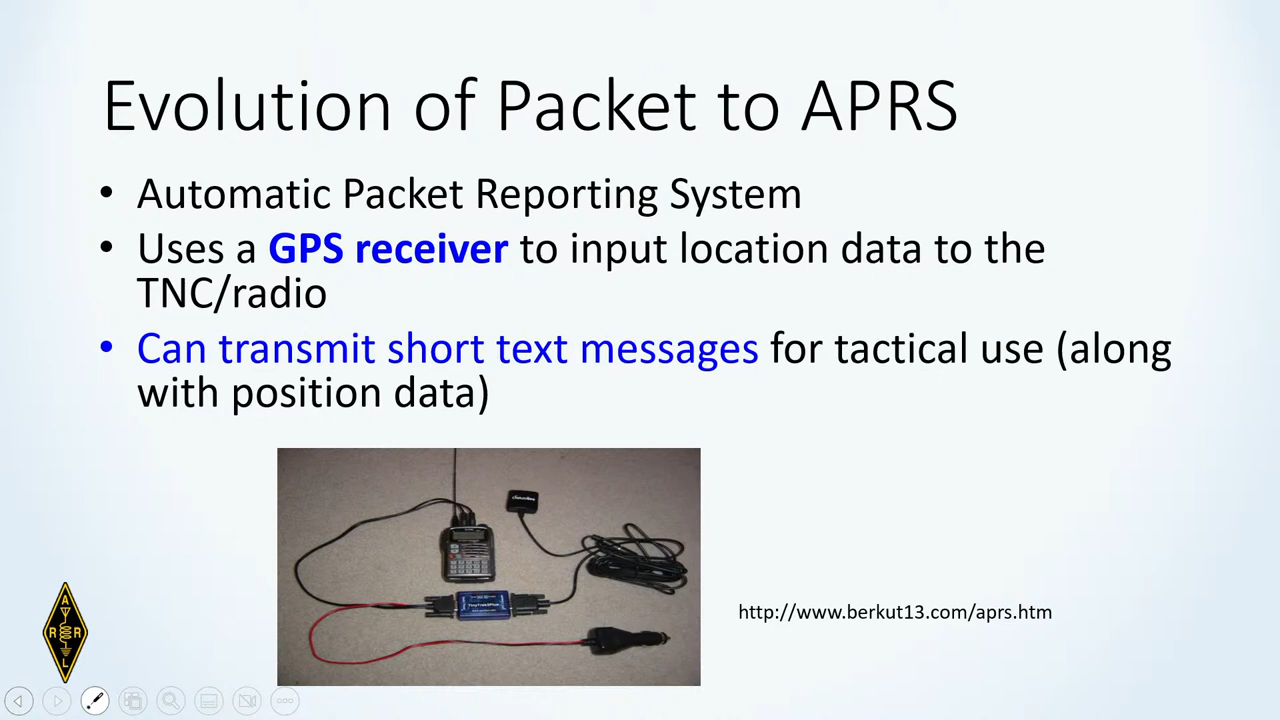 Evolution of Packet to APRS
• Automatic Packet Reporting System
• Uses a GPS receiver to input location data to the
TNC/radio
• Can transmit short text messages for tactical use (along
with position data)
TinyTrak3Plus
http://www.berkut13.com/aprs.htm
A
R R
L